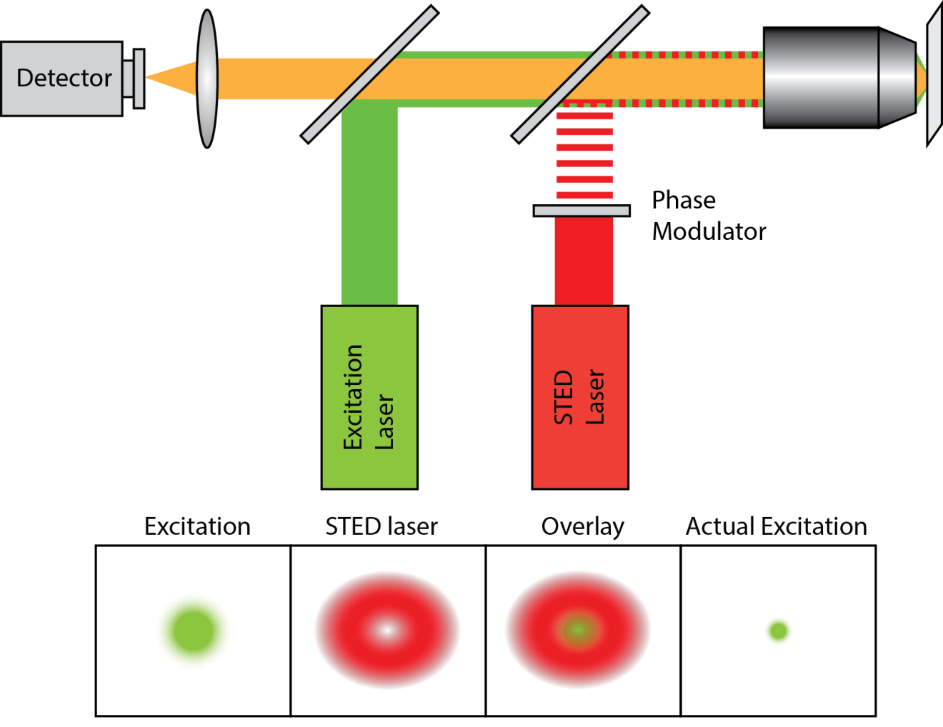 Detector
Phase
Modulator
Excitation
Laser
STED
Laser
Excitation
STED laser
Overlay
Actual Excitation